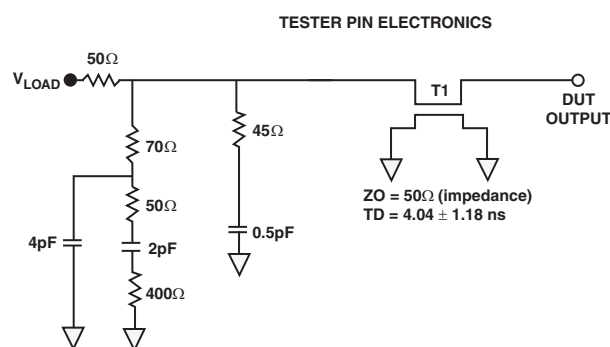 TESTER PIN ELECTRONICS
50Ω
VLOAD
T1
DUT
OUTPUT
70Ω
45Ω
50Ω
ZO = 50Ω (impedance)
TD = 4.04 ± 1.18 ns
4pF
2pF
0.5pF
400Ω